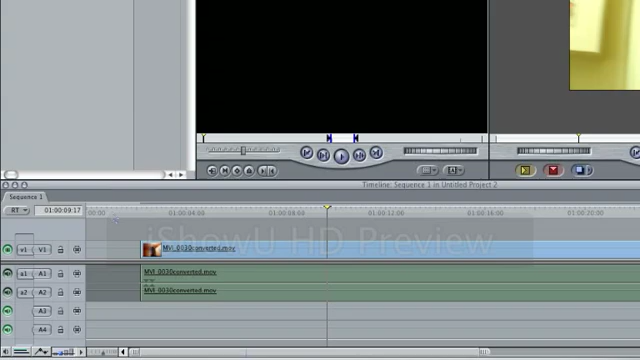 Timeline: Sequence 1 in Untitled Project 2
Sequence 1
RT
01:00:09:17
00:00
01:00:04:00
01:00:08:00
01:00:12:00
01:00:16:00
01:00:20:00
iShowU HD Preview
v1 V1
MVI_0030converted.mov
a1 A1
MVI_0030converted.mov
a2 A2
MVI_0030converted.mov
A3
A4